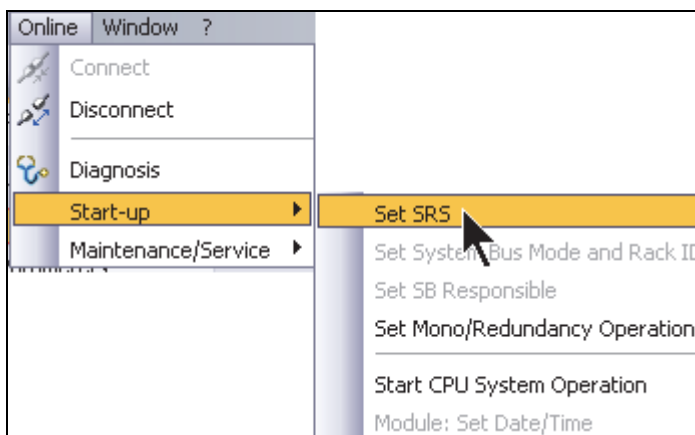 Online Window ?
Connect
Disconnect
Diagnosis
Start-up
Maintenance/Service
Set SRS
Set System Bus Mode and Rack ID
Set SB Responsible
Set Mono/Redundancy Operation
Start CPU System Operation
Module: Set Date/Time